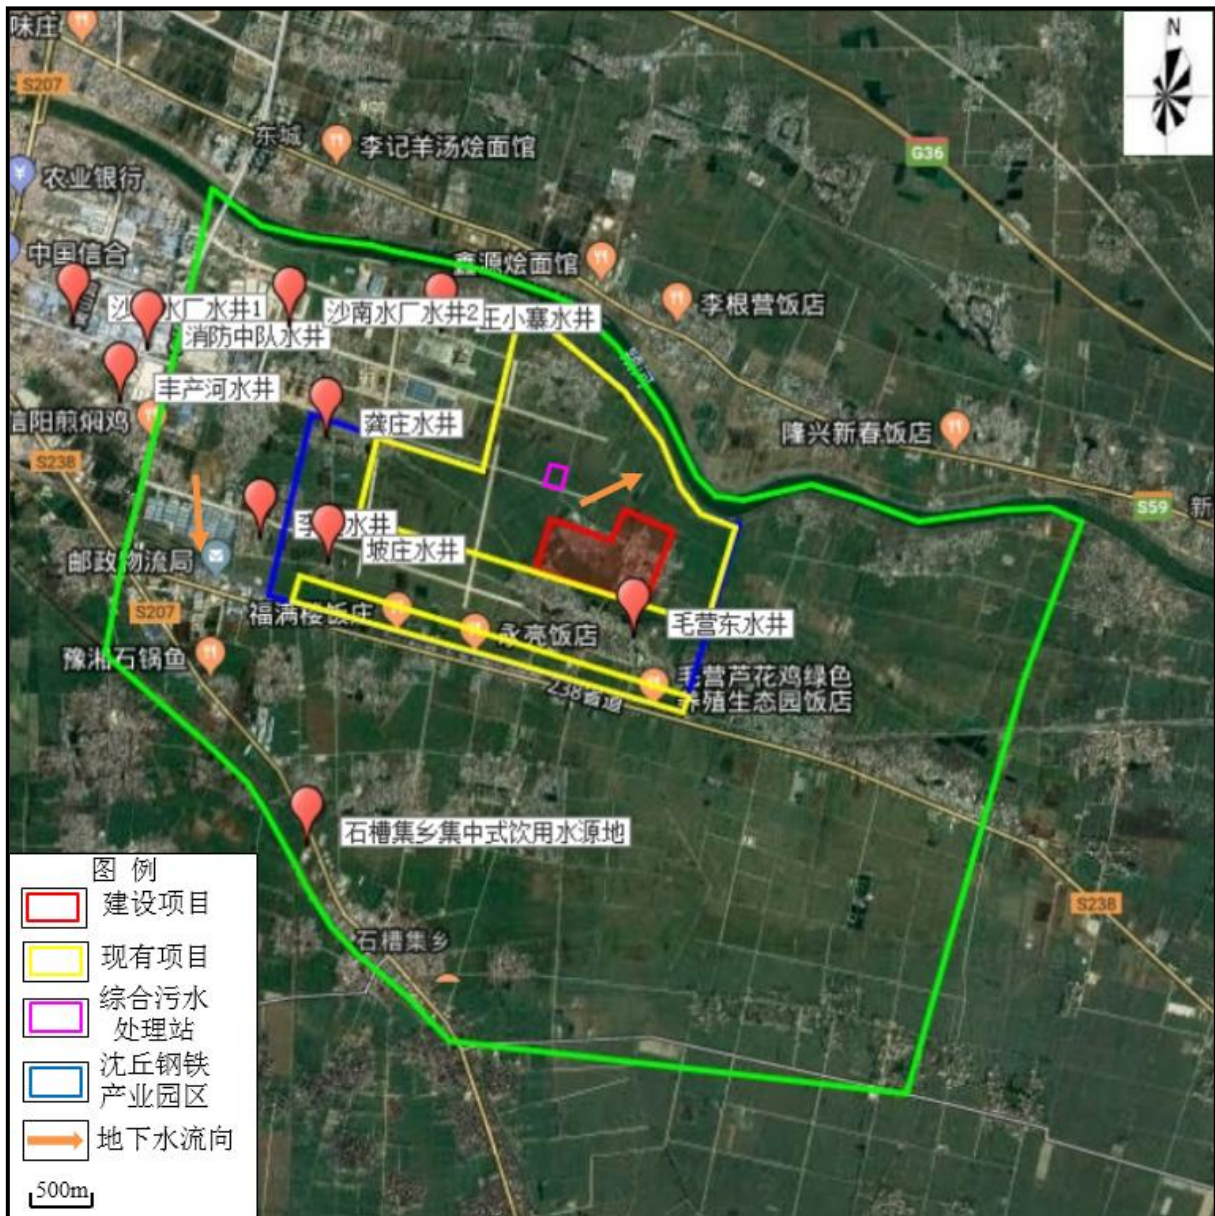 味庄
N
S207
东城
李记羊汤烩面馆
G36
农业银行
中国信合
鑫源烩面馆
李根营饭店
沙
水厂水井1
沙南水厂水井2
王小寨水井
消防中队水井
丰产河水井
信阳煎焖鸡
龚庄水井
隆兴新春饭店
S238
S59
新
水井
坡庄水井
邮政物流局
S207
福满楼饭庄
永亮饭店
毛营东水井
豫湘石锅鱼
毛营芦花鸡绿色
养殖生态园饭店
238省道
石槽集乡集中式饮用水源地
图 例
建设项目
S238
石槽集乡
现有项目
综合污水
处理站
沈丘钢铁
产业园区
地下水流向
500m